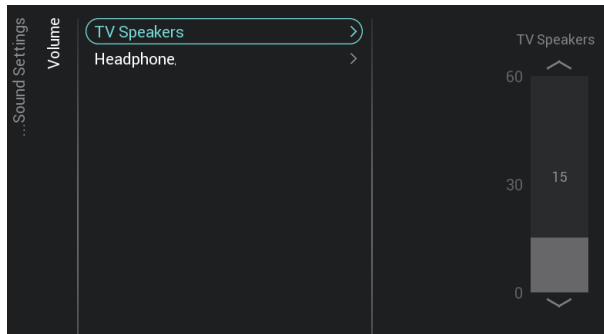 ...Sound Settings
Volume
TV Speakers
Headphone
TV Speakers
60
30
15
0